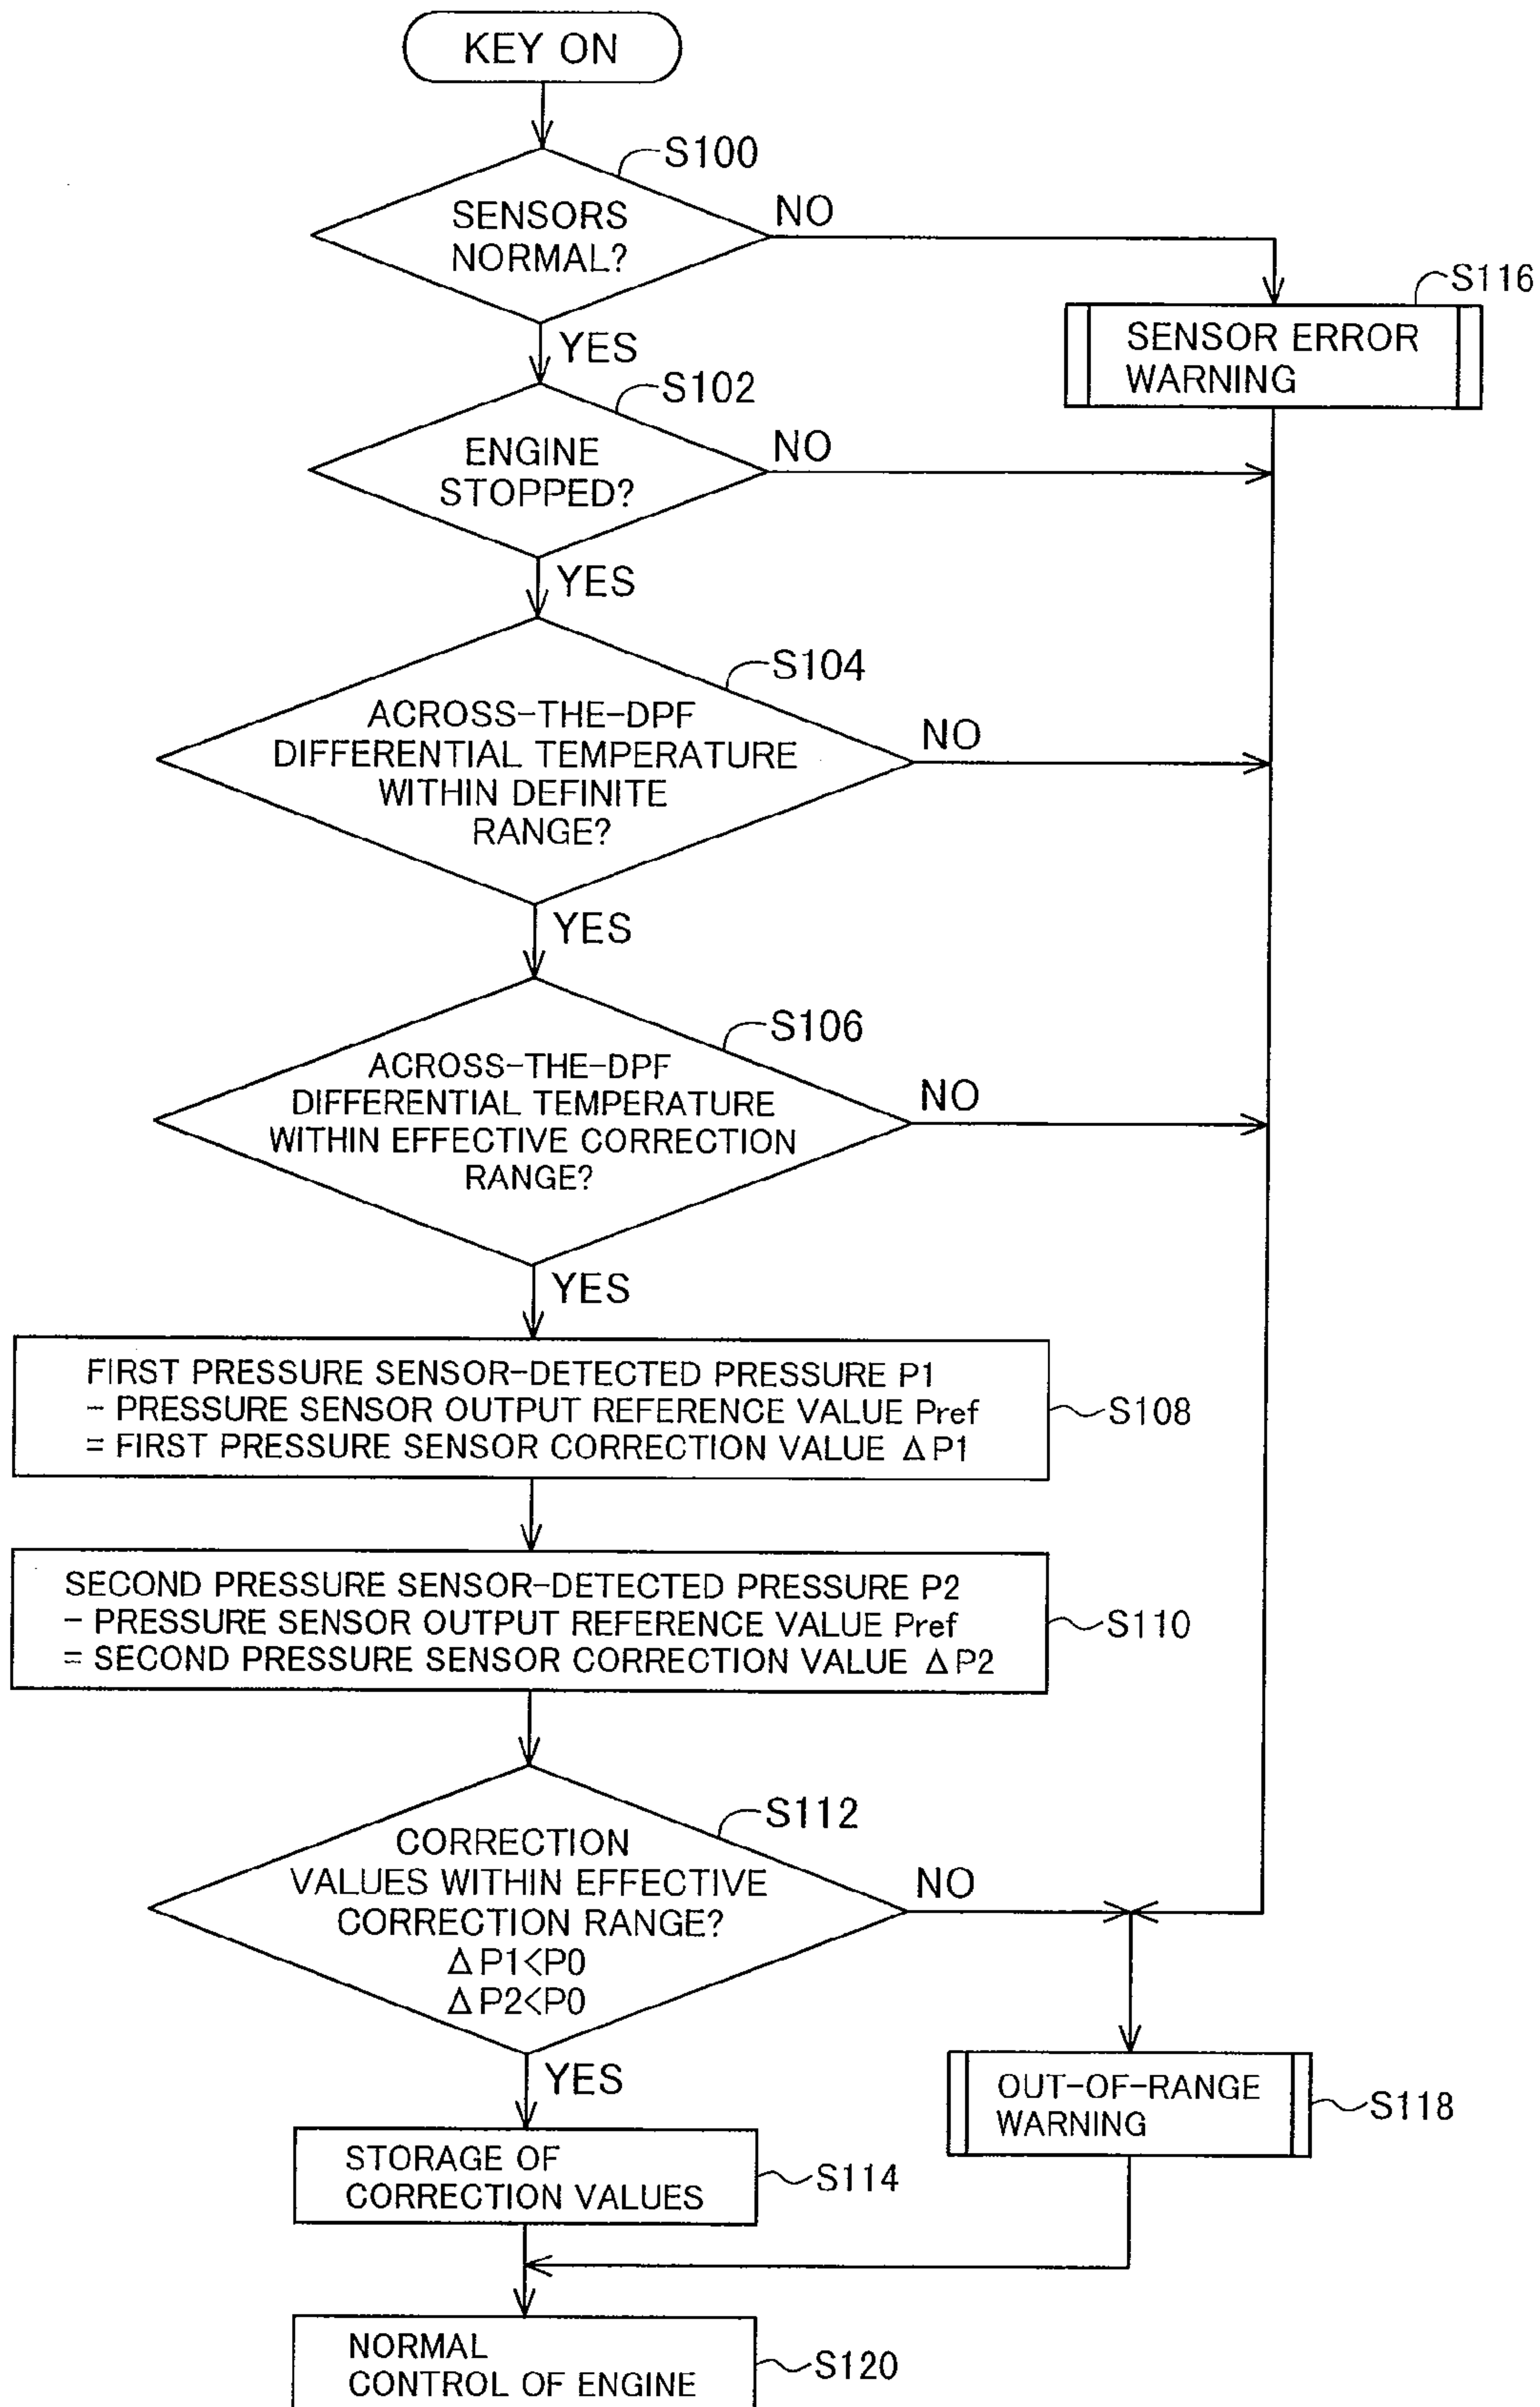 KEY ON
S100
SENSORS
NORMAL?
NO
YES
S116
SENSOR ERROR
WARNING
S102
ENGINE
STOPPED?
NO
YES
S104
ACROSS-THE-DPF
DIFFERENTIAL TEMPERATURE
WITHIN DEFINITE
RANGE?
NO
YES
S106
ACROSS-THE-DPF
DIFFERENTIAL TEMPERATURE
WITHIN EFFECTIVE CORRECTION
RANGE?
NO
YES
FIRST PRESSURE SENSOR-DETECTED PRESSURE P1
- PRESSURE SENSOR OUTPUT REFERENCE VALUE Pref
= FIRST PRESSURE SENSOR CORRECTION VALUE ΔP1
S108
SECOND PRESSURE SENSOR-DETECTED PRESSURE P2
- PRESSURE SENSOR OUTPUT REFERENCE VALUE Pref
= SECOND PRESSURE SENSOR CORRECTION VALUE ΔP2
S110
S112
CORRECTION
VALUES WITHIN EFFECTIVE
CORRECTION RANGE?
ΔP1<P0
ΔP2<P0
NO
YES
OUT-OF-RANGE
WARNING
S118
STORAGE OF
CORRECTION VALUES
S114
NORMAL
CONTROL OF ENGINE
S120